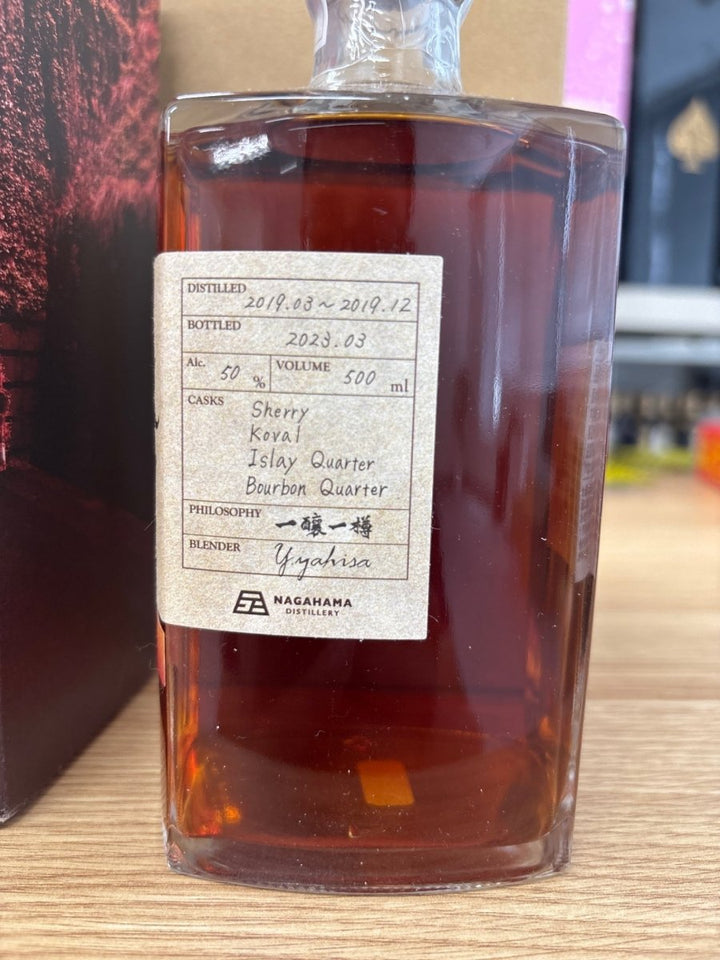 DISTILLED 2019.03~2019.12
BOTTLED 2023.03
Alc. 50 % VOLUME 500 ml
CASKS Sherry
Koval
Islay Quarter
Bourbon Quarter
PHILOSOPHY 一醸一樽
BLENDER Y.yahisa
NAGAHAMA
DISTILLERY